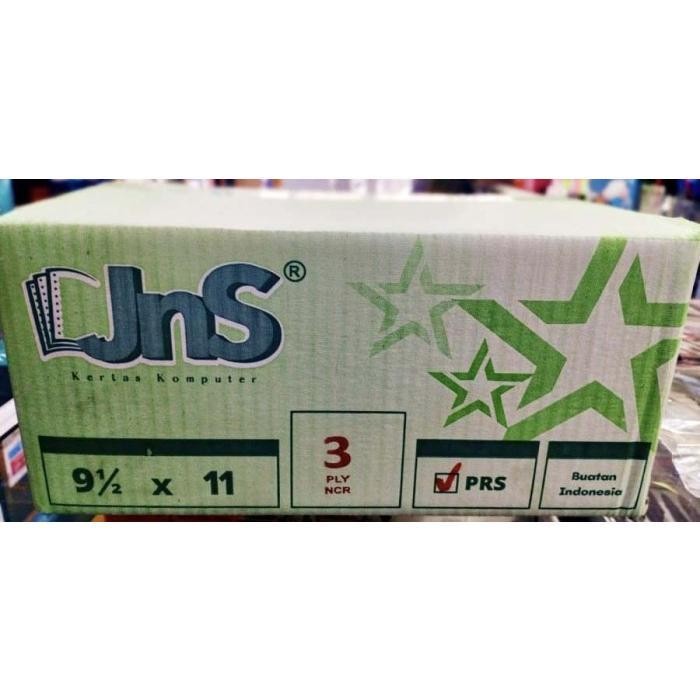 JnS®
Kertas Komputer
9½ x 11
3
PLY
NCR
PRS
Buatan
Indonesia